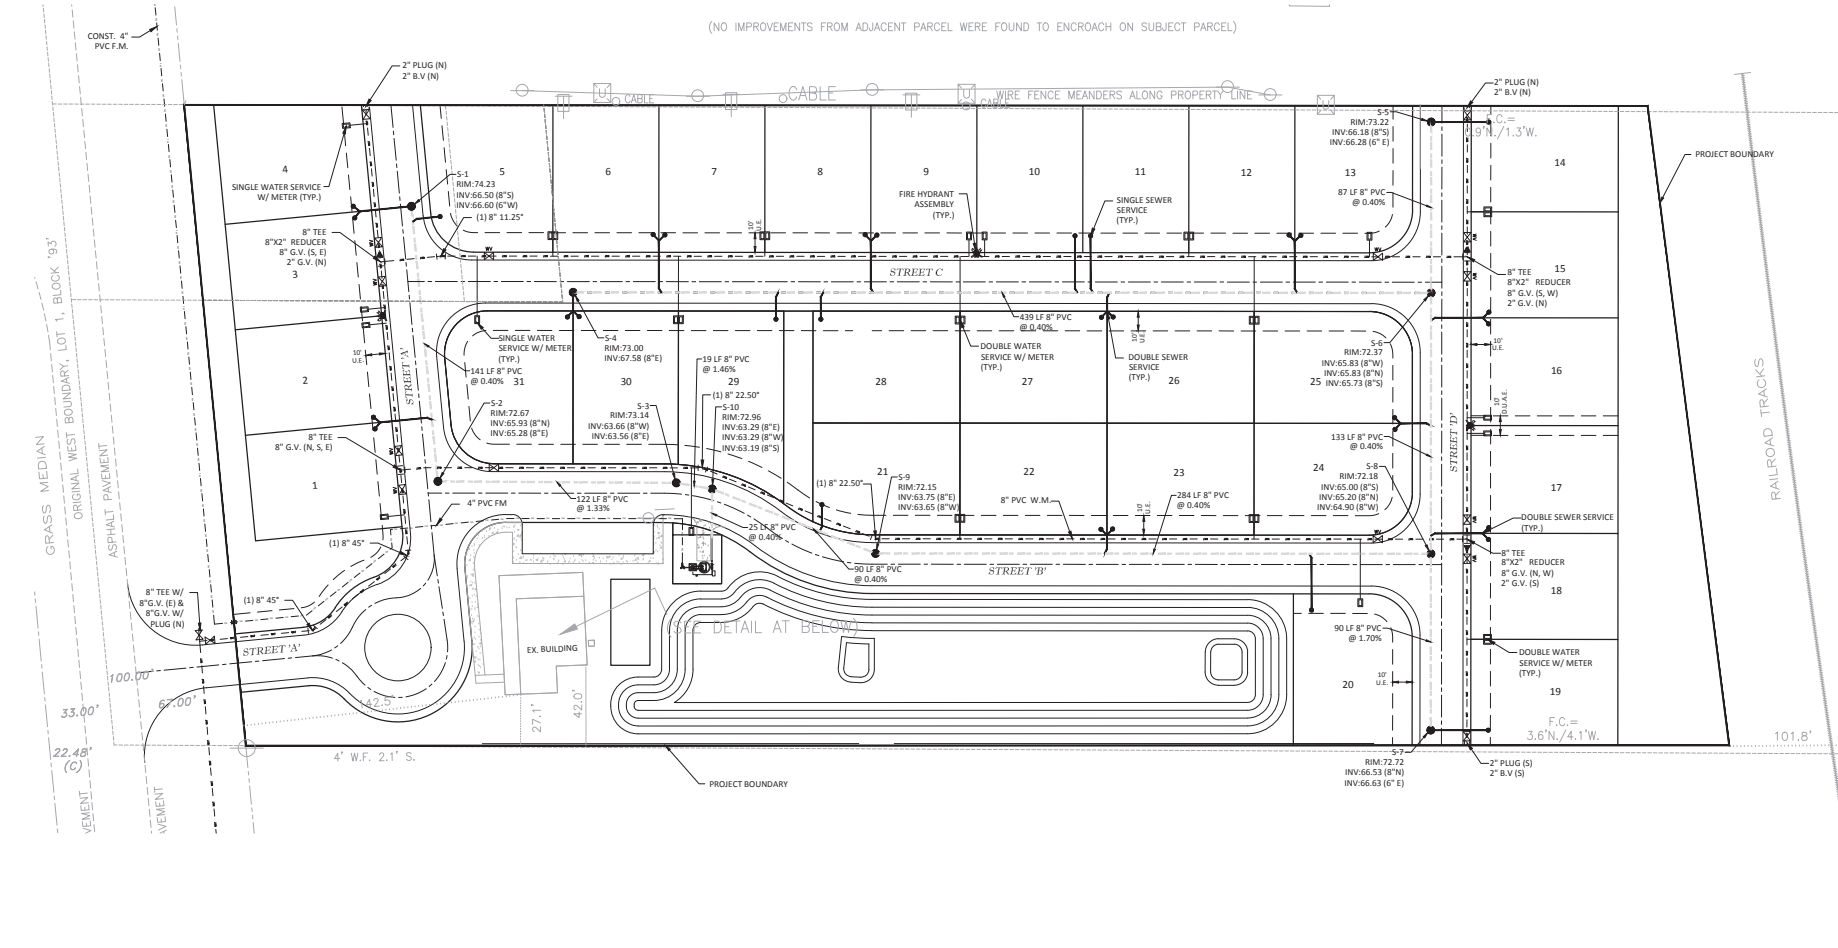 (NO IMPROVEMENTS FROM ADJACENT PARCEL WERE FOUND TO ENCROACH ON SUBJECT PARCEL)
CONST. 4"
PVC F.M.
2" PLUG (N)
2" B.V (N)
CABLE
CABLE
CABLE
WIRE FENCE MEANDERS ALONG PROPERTY LINE
2" PLUG (N)
2" B.V (N)
F.C.=
0.9'N./1.3'W.
PROJECT BOUNDARY
GRASS MEDIAN
ORIGINAL WEST BOUNDARY, LOT 1, BLOCK '93'
ASPHALT PAVEMENT
4
SINGLE WATER SERVICE
W/ METER (TYP.)
S-1
RIM:74.23
INV:66.50 (8"S)
INV:66.60 (6"W)
(1) 8" 11.25°
5
6
7
8
9
10
11
12
13
14
S-5
RIM:73.22
INV:66.18 (8"S)
INV:66.28 (6" E)
87 LF 8" PVC
@ 0.40%
FIRE HYDRANT
ASSEMBLY
(TYP.)
SINGLE SEWER
SERVICE
(TYP.)
10'
U.E.
8" TEE
8"X2" REDUCER
8" G.V. (S, E)
2" G.V. (N)
3
STREET C
15
8" TEE
8"X2" REDUCER
8" G.V. (S, W)
2" G.V. (N)
439 LF 8" PVC
@ 0.40%
SINGLE WATER
SERVICE W/ METER
(TYP.)
S-4
RIM:73.00
INV:67.58 (8"E)
DOUBLE WATER
SERVICE W/ METER
(TYP.)
DOUBLE SEWER
SERVICE
(TYP.)
10'
U.E.
S-6
RIM:72.37
INV:65.83 (8"W)
INV:65.83 (8"N)
INV:65.73 (8"S)
10'
U.E.
10'
U.E.
STREET 'A'
2
141 LF 8" PVC
@ 0.40%
31
30
19 LF 8" PVC
@ 1.46%
29
28
27
26
25
16
(1) 8" 22.50°
S-2
RIM:72.67
INV:65.93 (8"N)
INV:65.28 (8"E)
S-3
RIM:73.14
INV:63.66 (8"W)
INV:63.56 (8"E)
S-10
RIM:72.96
INV:63.29 (8"E)
INV:63.29 (8"W)
INV:63.19 (8"S)
10'
D.U.A.E.
8" TEE
8" G.V. (N, S, E)
1
133 LF 8" PVC
@ 0.40%
STREET 'D'
RAILROAD TRACKS
21
22
23
24
17
(1) 8" 22.50°
S-9
RIM:72.15
INV:63.75 (8"E)
INV:63.65 (8"W)
S-8
RIM:72.18
INV:65.00 (8"S)
INV:65.20 (8"N)
INV:64.90 (8"W)
4" PVC FM
122 LF 8" PVC
@ 1.33%
8" PVC W.M.
10'
U.E.
284 LF 8" PVC
@ 0.40%
DOUBLE SEWER SERVICE
(TYP.)
(1) 8" 45°
25 LF 8" PVC
@ 0.40%
90 LF 8" PVC
@ 0.40%
STREET 'B'
8" TEE
8"X2" REDUCER
8" G.V. (N, W)
2" G.V. (S)
18
8" TEE W/
8"G.V. (E) &
8"G.V. W/
PLUG (N)
(1) 8" 45°
(SEE DETAIL AT BELOW)
90 LF 8" PVC
@ 1.70%
STREET 'A'
EX. BUILDING
DOUBLE WATER
SERVICE W/ METER
(TYP.)
100.00'
67.00'
33.00'
22.48'
(C)
142.5'
27.1'
42.0'
20
10'
U.E.
19
F.C.=
3.6'N./4.1'W.
101.8'
4' W.F. 2.1' S.
PROJECT BOUNDARY
S-7
RIM:72.72
INV:66.53 (8"N)
INV:66.63 (6" E)
2" PLUG (S)
2" B.V (S)
VEMENT
VEMENT